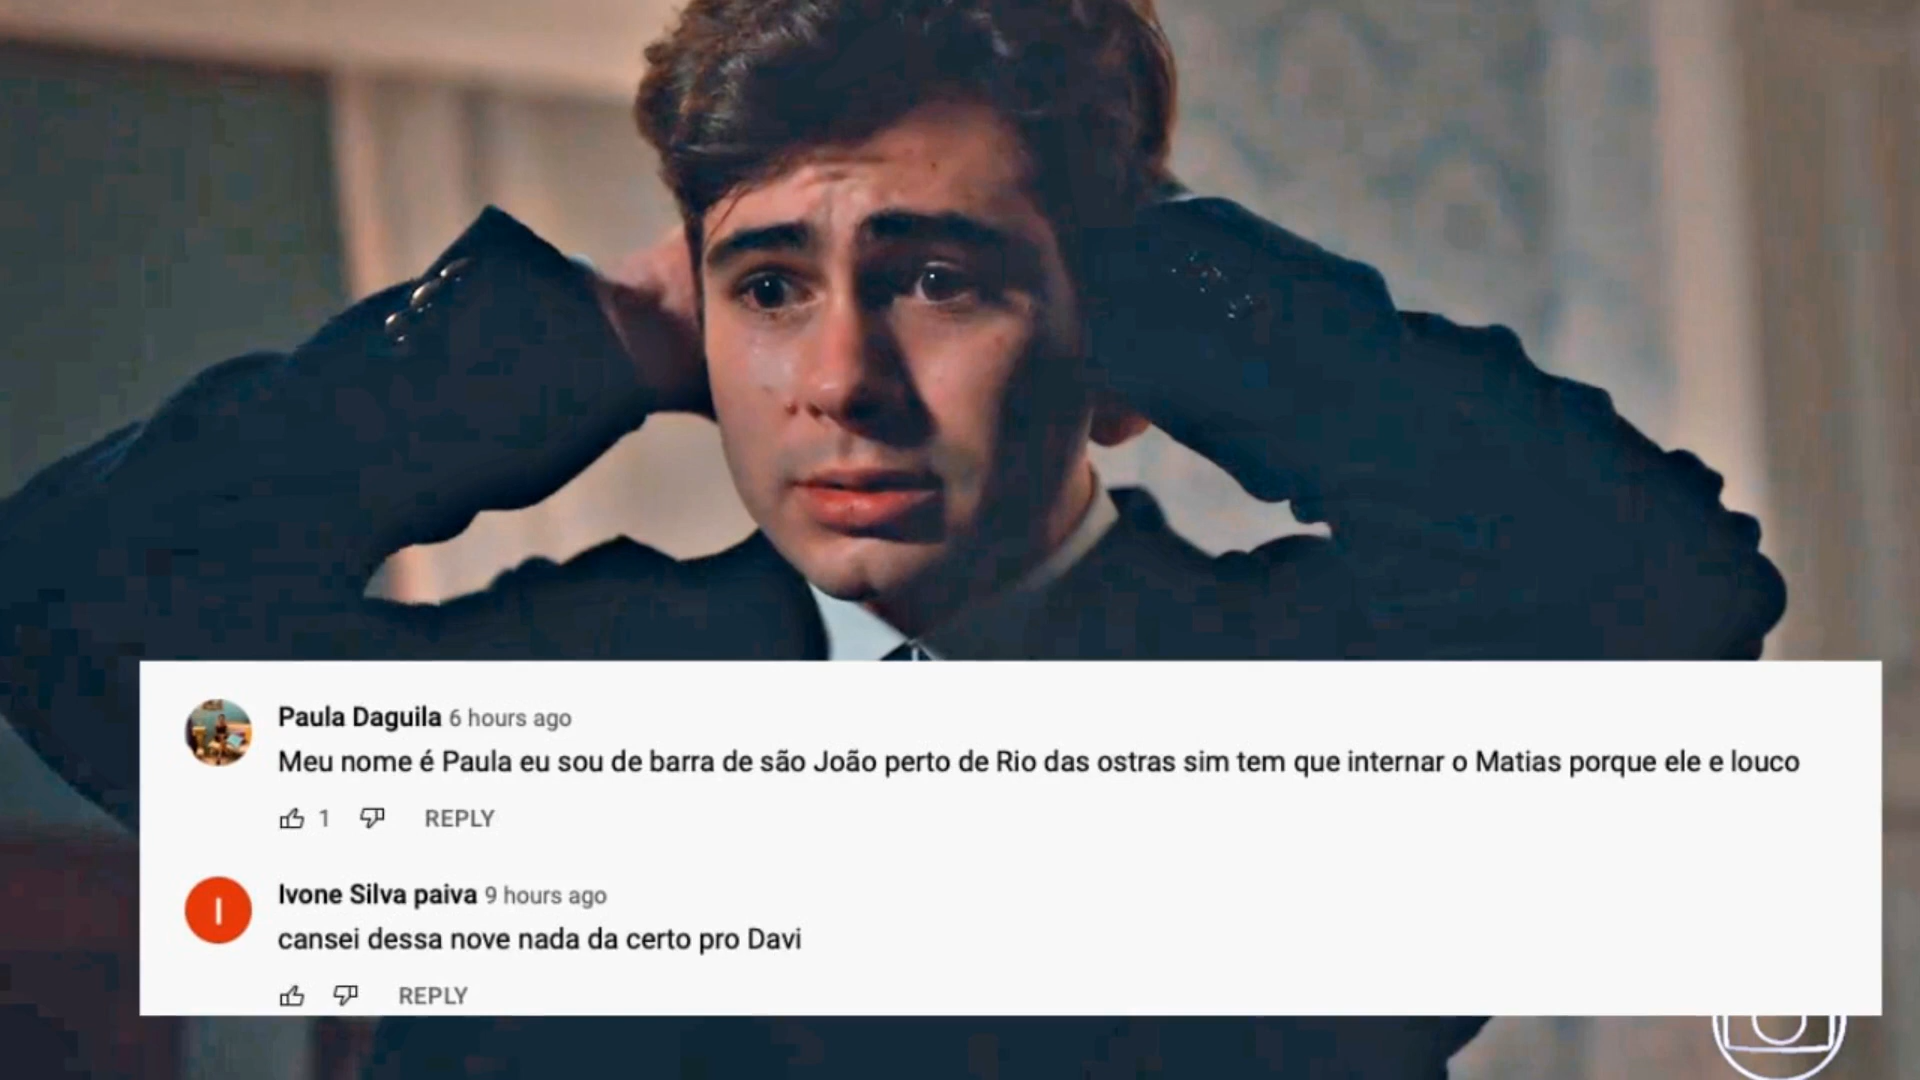 Paula Daguila 6 hours ago
Meu nome é Paula eu sou de barra de são João perto de Rio das ostras sim tem que internar o Matias porque ele e louco
1 REPLY
I
Ivone Silva paiva 9 hours ago
cansei dessa nove nada da certo pro Davi
REPLY